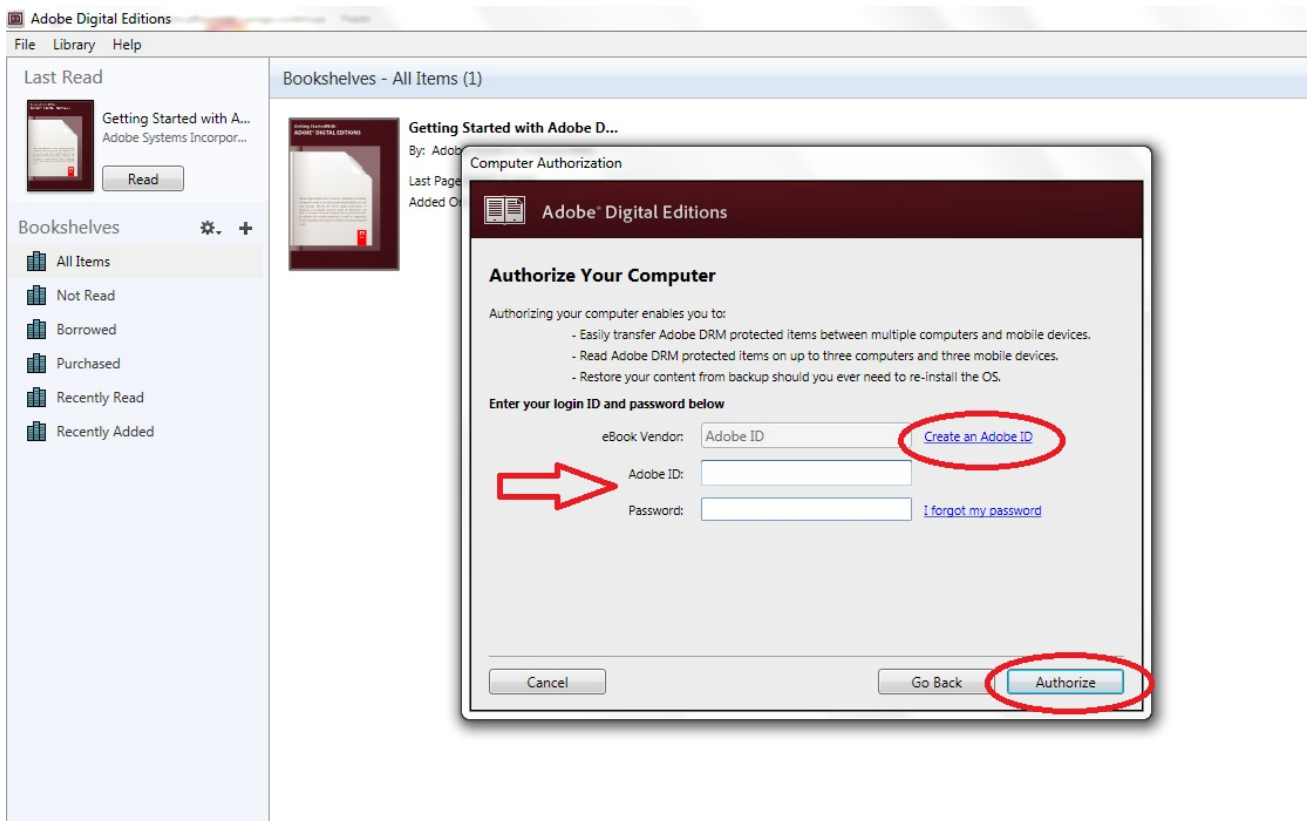 Adobe Digital Editions
File Library Help
Last Read
Getting Started with A...
Adobe Systems Incorpor...
Read
Bookshelves
All Items
Not Read
Borrowed
Purchased
Recently Read
Recently Added
Bookshelves - All Items (1)
ADOBE® DIGITAL EDITIONS
Getting Started with Adobe D...
By: Adob
Last Page
Added O
Computer Authorization
Adobe® Digital Editions
Authorize Your Computer
Authorizing your computer enables you to:
- Easily transfer Adobe DRM protected items between multiple computers and mobile devices.
- Read Adobe DRM protected items on up to three computers and three mobile devices.
- Restore your content from backup should you ever need to re-install the OS.
Enter your login ID and password below
eBook Vendor: Adobe ID Create an Adobe ID
Adobe ID:
Password: I forgot my password
Cancel Go Back Authorize